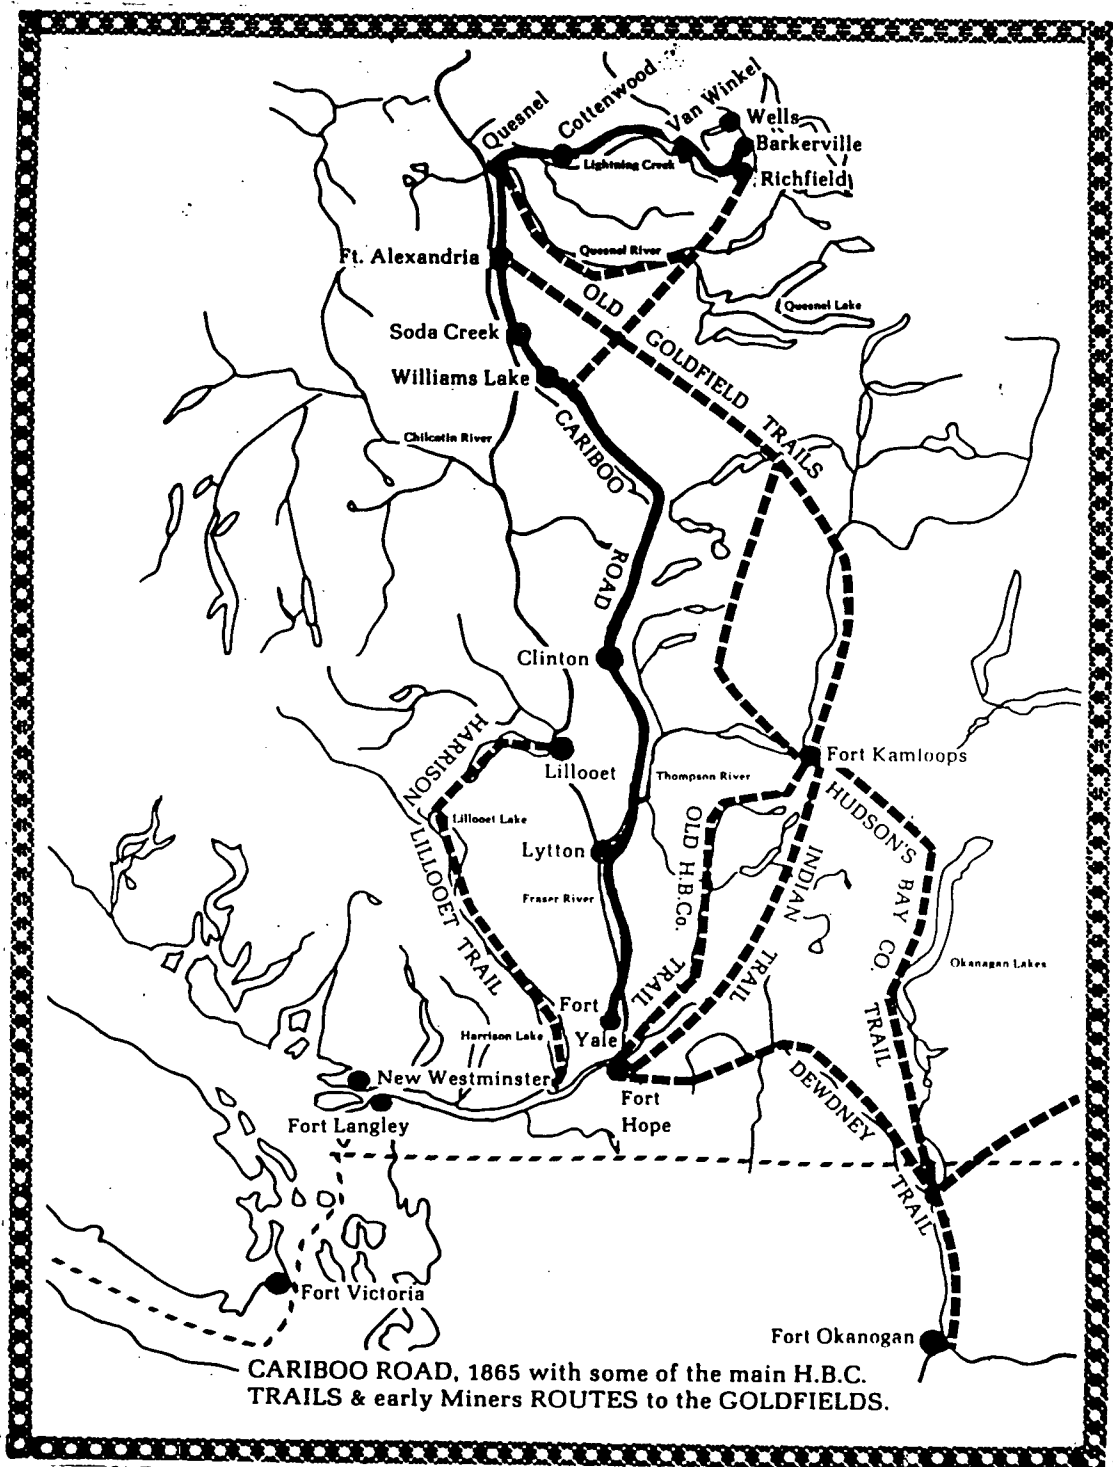 Quesnel
Cottenwood
Van Winkel
Wells
Barkerville
Lightning Creek
Richfield
Ft. Alexandria
Quesnel River
OLD GOLDFIELD TRAILS
Quesnel Lake
Soda Creek
Williams Lake
CARIBOO ROAD
Chilcatin River
Clinton
HARRISON LILLOOET TRAIL
Lillooet
Fort Kamloops
Thompson River
Lillooet Lake
OLD H.B.Co. TRAIL
INDIAN TRAIL
HUDSON'S BAY CO. TRAIL
Lytton
Fraser River
Okanagan Lakes
Fort
Yale
Harrison Lake
New Westminster
Fort
Hope
DEWDNEY TRAIL
Fort Langley
Fort Victoria
Fort Okanogan
CARIBOO ROAD, 1865 with some of the main H.B.C.
TRAILS & early Miners ROUTES to the GOLDFIELDS.